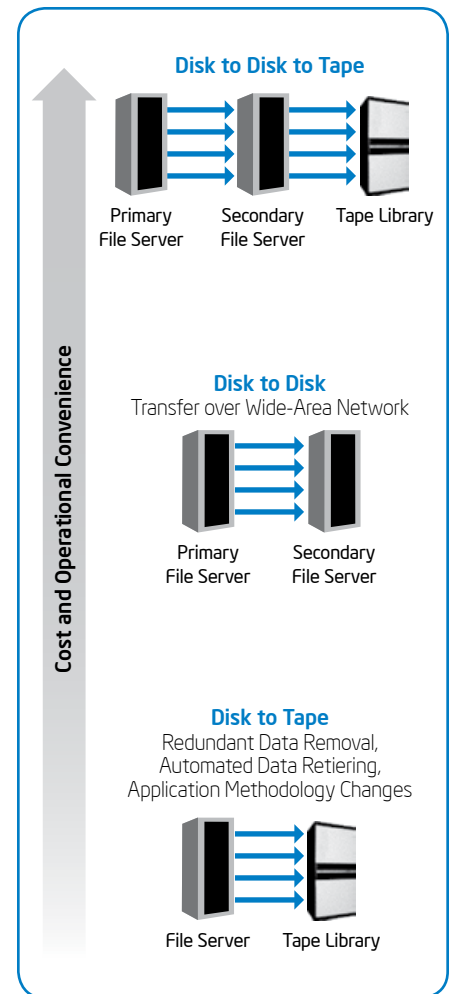 Disk to Disk to Tape
Primary
File Server
Secondary
File Server
Tape Library
Cost and Operational Convenience
Disk to Disk
Transfer over Wide-Area Network
Primary
File Server
Secondary
File Server
Disk to Tape
Redundant Data Removal,
Automated Data Retiering,
Application Methodology Changes
File Server
Tape Library